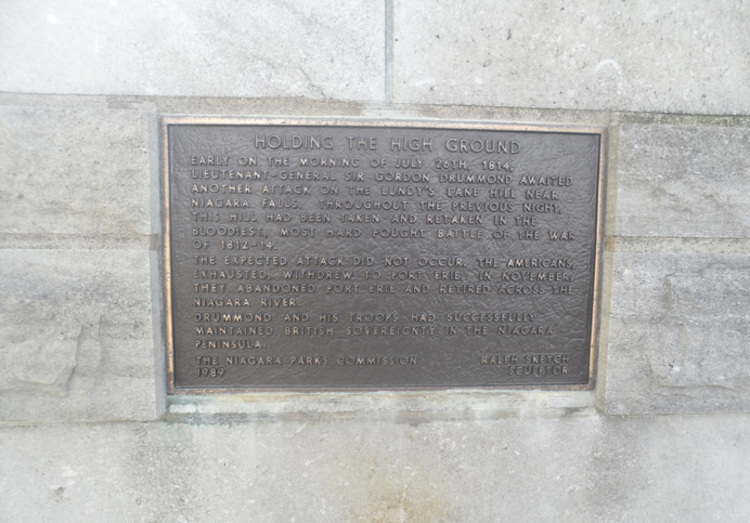 HOLDING THE HIGH GROUND
EARLY ON THE MORNING OF JULY 26TH, 1814,
LIEUTENANT-GENERAL SIR GORDON DRUMMOND AWAITED
ANOTHER ATTACK ON THE LUNDY'S LANE HILL NEAR
NIAGARA FALLS. THROUGHOUT THE PREVIOUS NIGHT,
THIS HILL HAD BEEN TAKEN AND RETAKEN IN THE
BLOODIEST, MOST HARD FOUGHT BATTLE OF THE WAR
OF 1812-14.
THE EXPECTED ATTACK DID NOT OCCUR. THE AMERICANS,
EXHAUSTED, WITHDREW TO FORT ERIE. IN NOVEMBER,
THEY ABANDONED FORT ERIE AND RETIRED ACROSS THE
NIAGARA RIVER.
DRUMMOND AND HIS TROOPS HAD SUCCESSFULLY
MAINTAINED BRITISH SOVEREIGNTY IN THE NIAGARA
PENINSULA.
THE NIAGARA PARKS COMMISSION RALPH SKETCH
1989 SCULPTOR